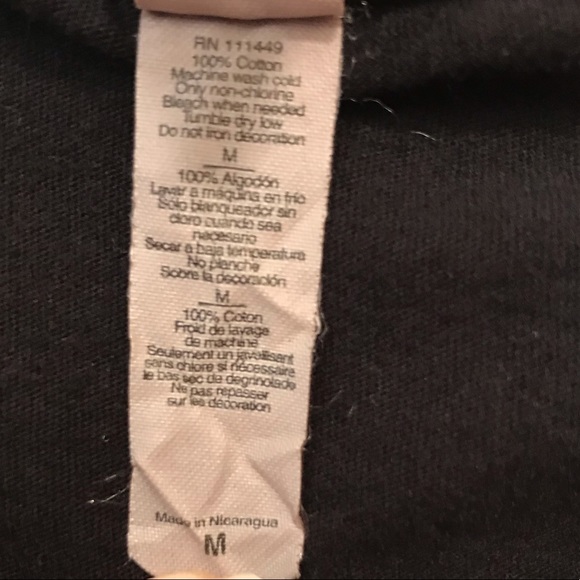 RN 111449
100% Cotton
Machine wash cold
Only non-chlorine
Bleach when needed
Tumble dry low
Do not iron decoration
M
100% Algodón
Lavar a máquina en frío
Solo blanqueador sin
cloro cuando sea
necesario
Secar a baja temperatura
No planche
Sobre la decoración
M
100% Coton
Froid de lavage
de machine
Seulement un javallisant
sans chlore si nécessaire
le bas sec de degringolade
Ne pas repasser
sur les décoration
Made in Nicaragua
M